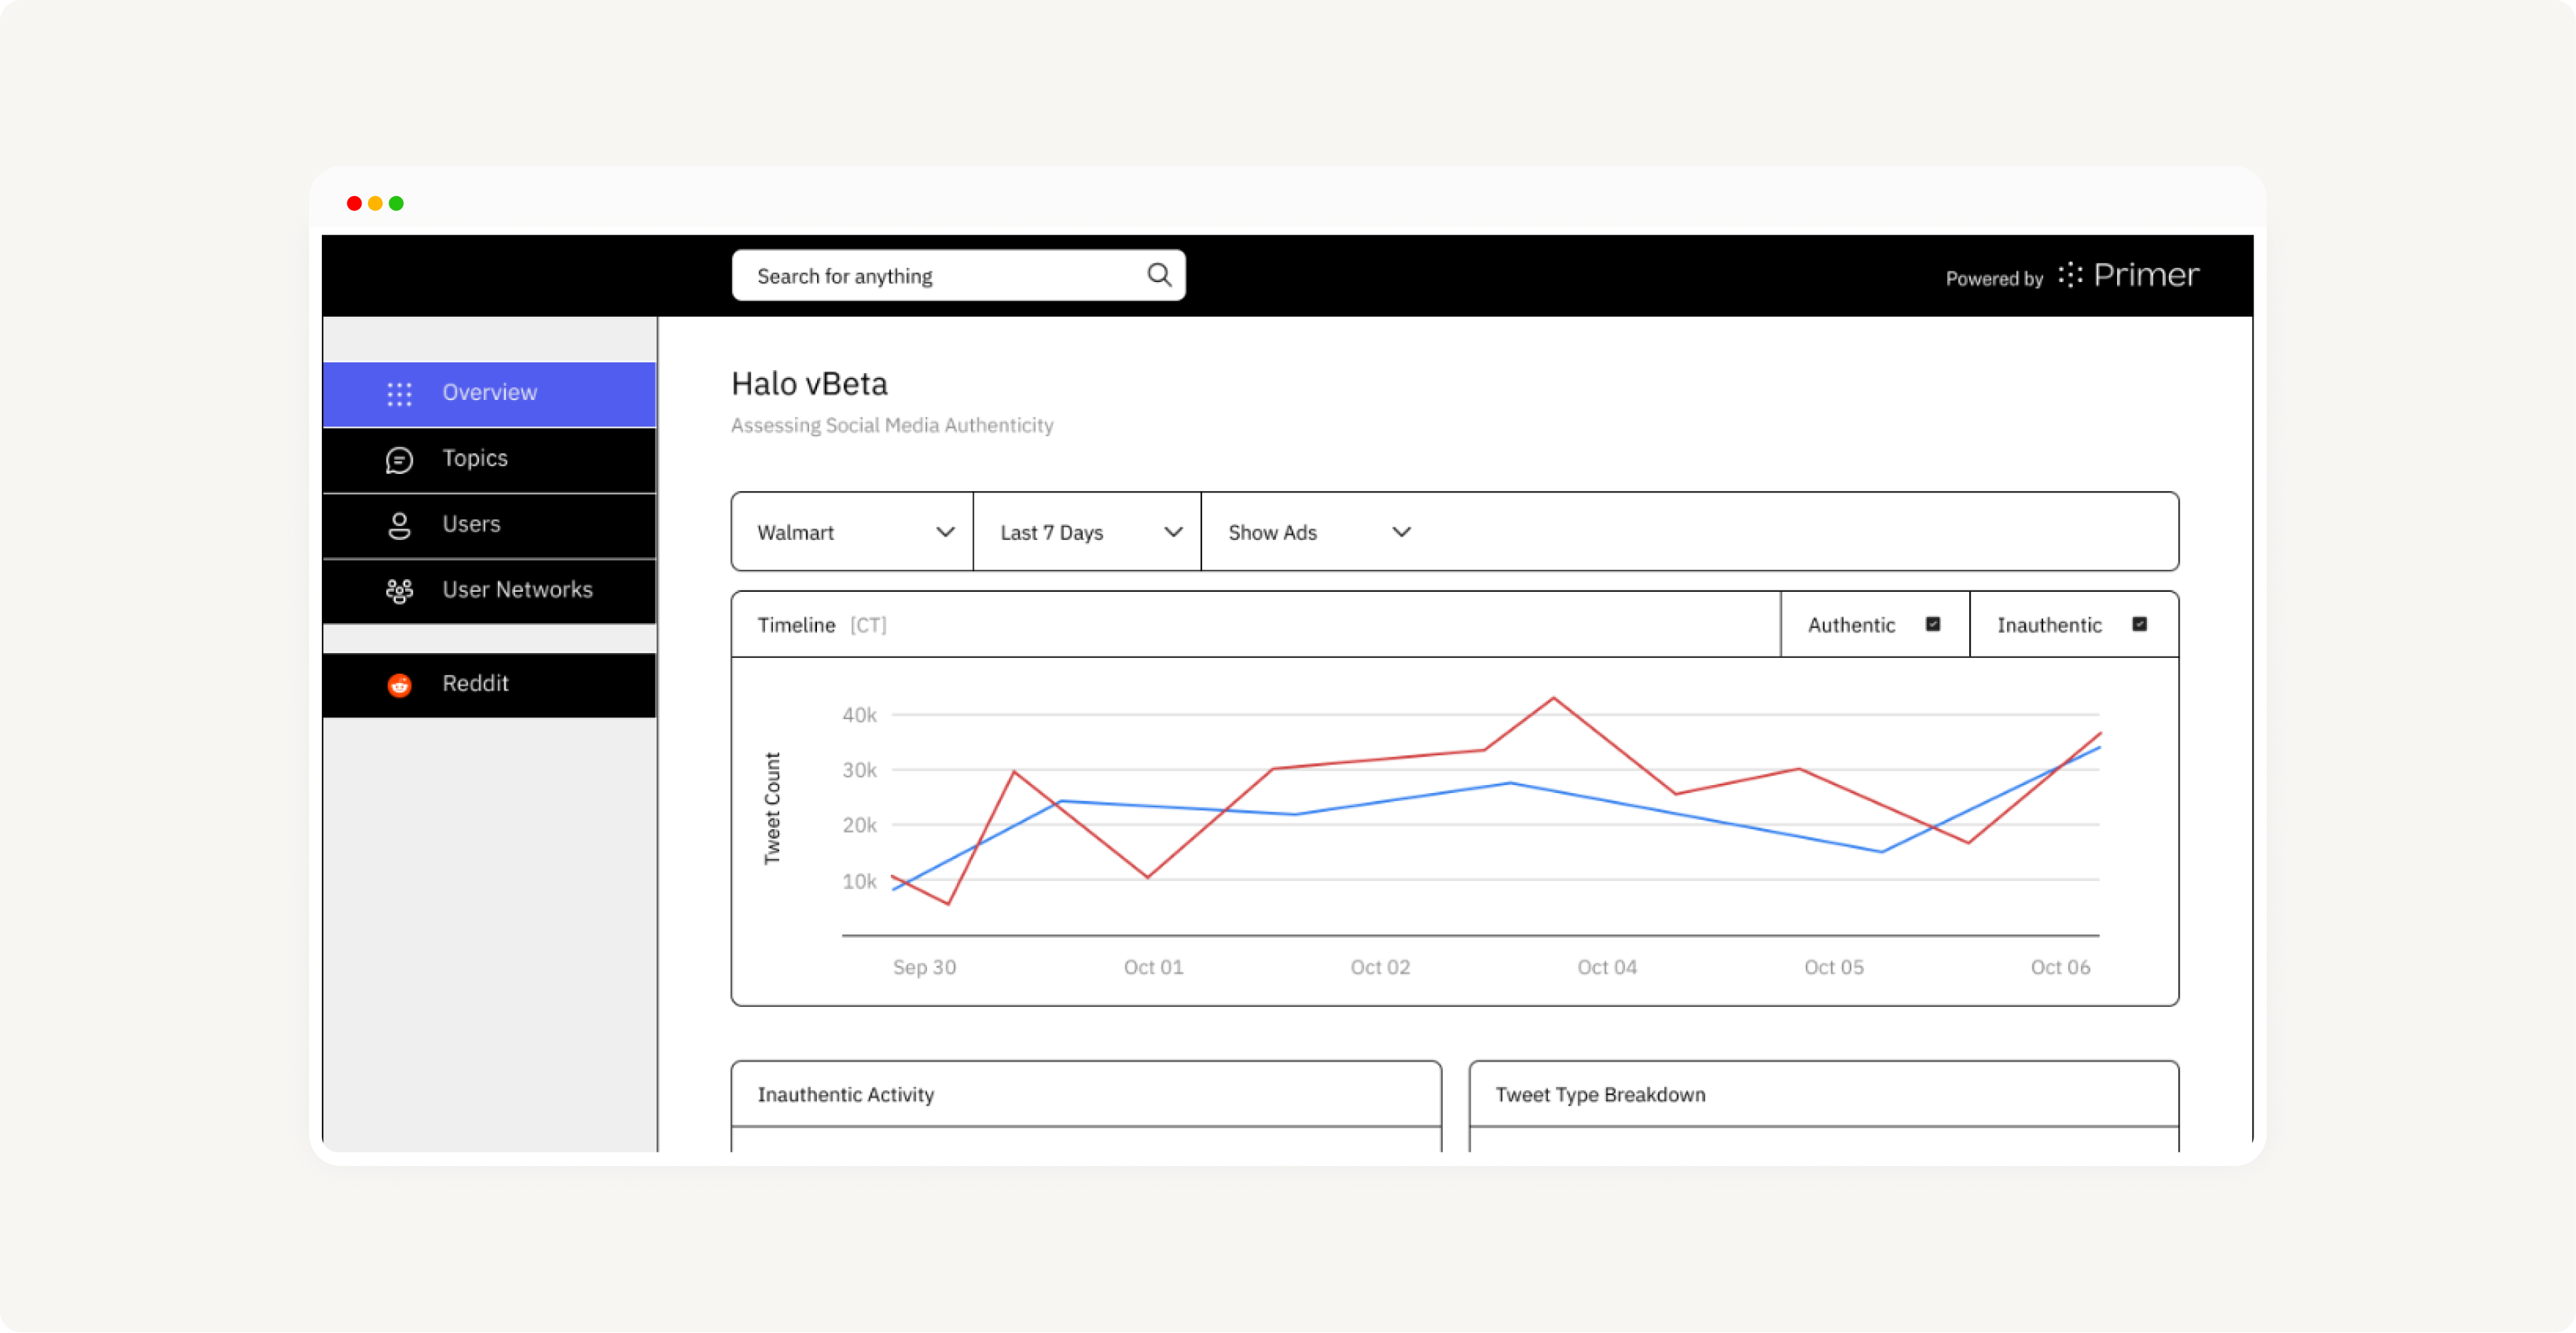 Search for anything
Powered by Primer
Overview
Topics
Users
User Networks
Reddit
Halo vBeta
Assessing Social Media Authenticity
Walmart Last 7 Days Show Ads
Timeline [CT] Authentic Inauthentic
Tweet Count
40k
30k
20k
10k
Sep 30 Oct 01 Oct 02 Oct 04 Oct 05 Oct 06
Inauthentic Activity
Tweet Type Breakdown